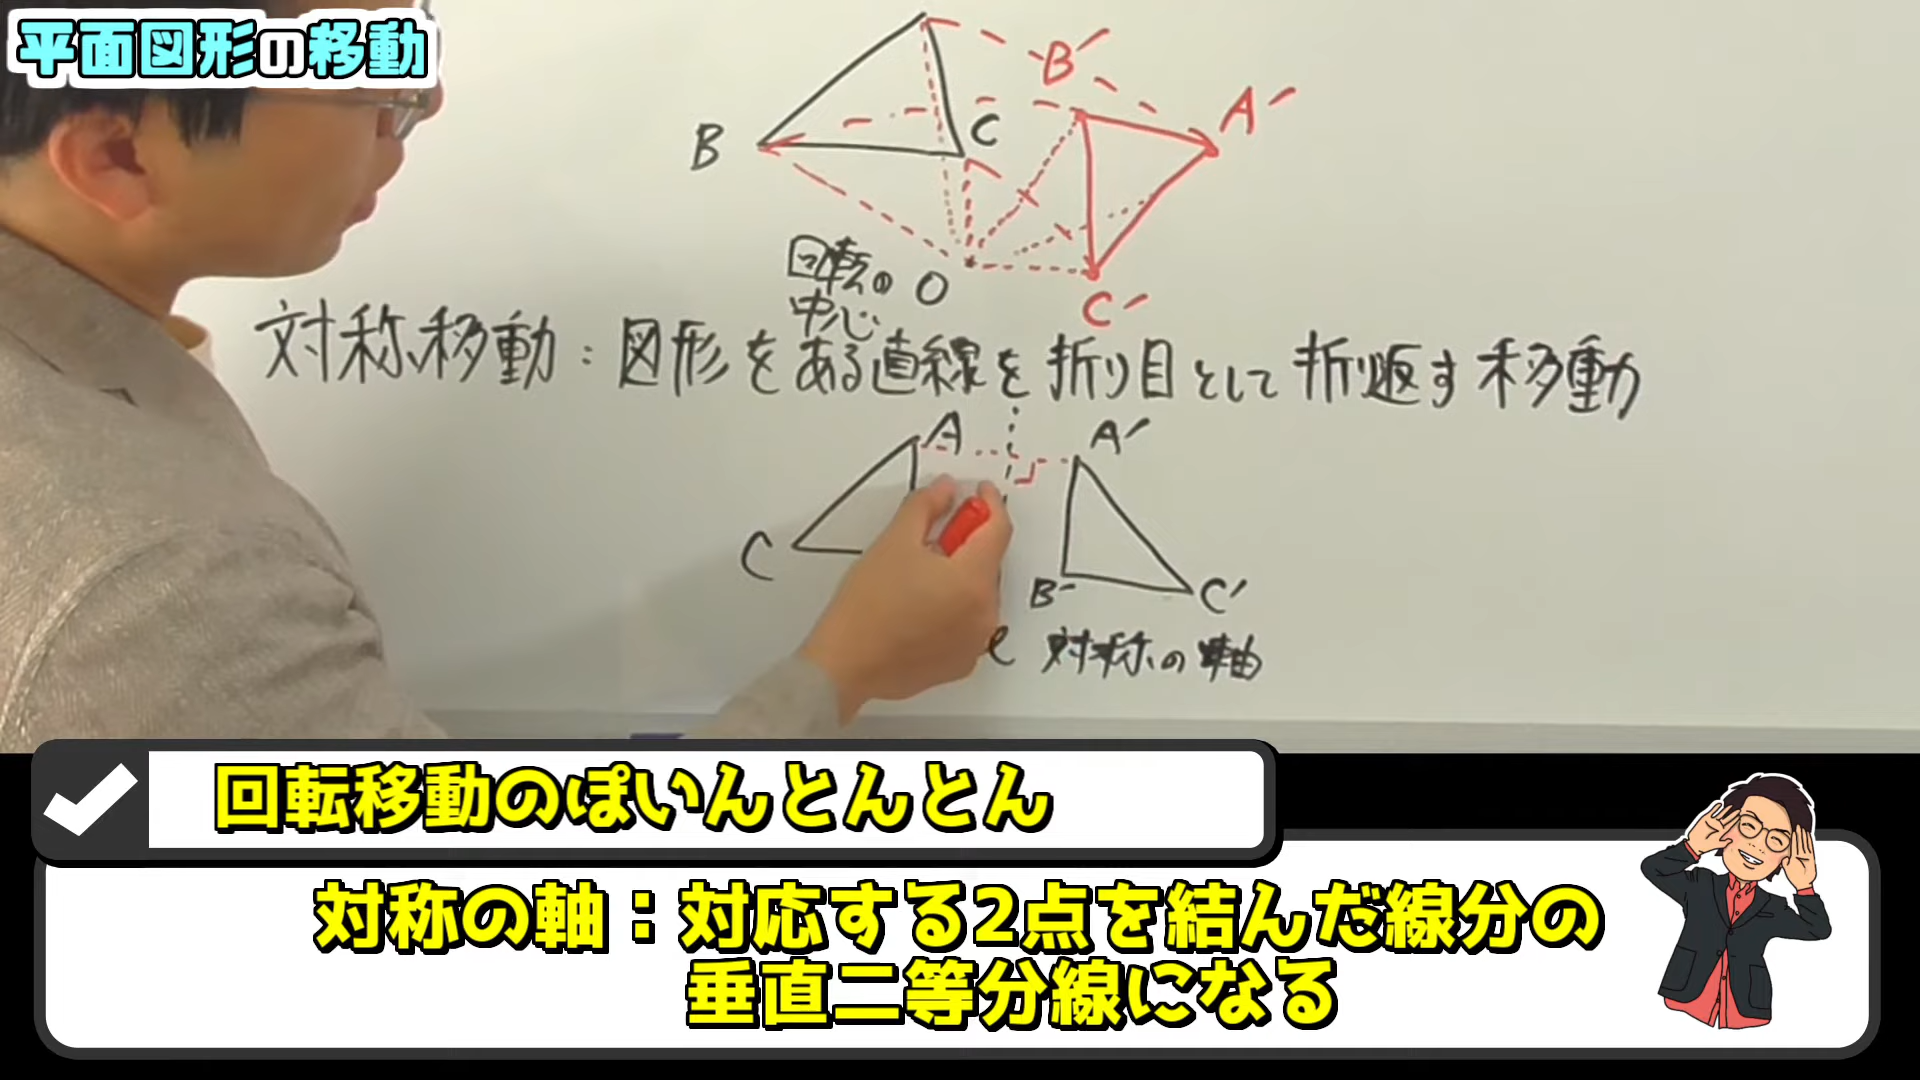 平面図形の移動
B´
A´
B
C
回転の
中心
O
C´
対称移動：図形をある直線を折り目として折り返す移動
A
A´
C
B´
C´
ℓ 対称の軸
回転移動のぽいんとんとん
対称の軸：対応する2点を結んだ線分の
垂直二等分線になる